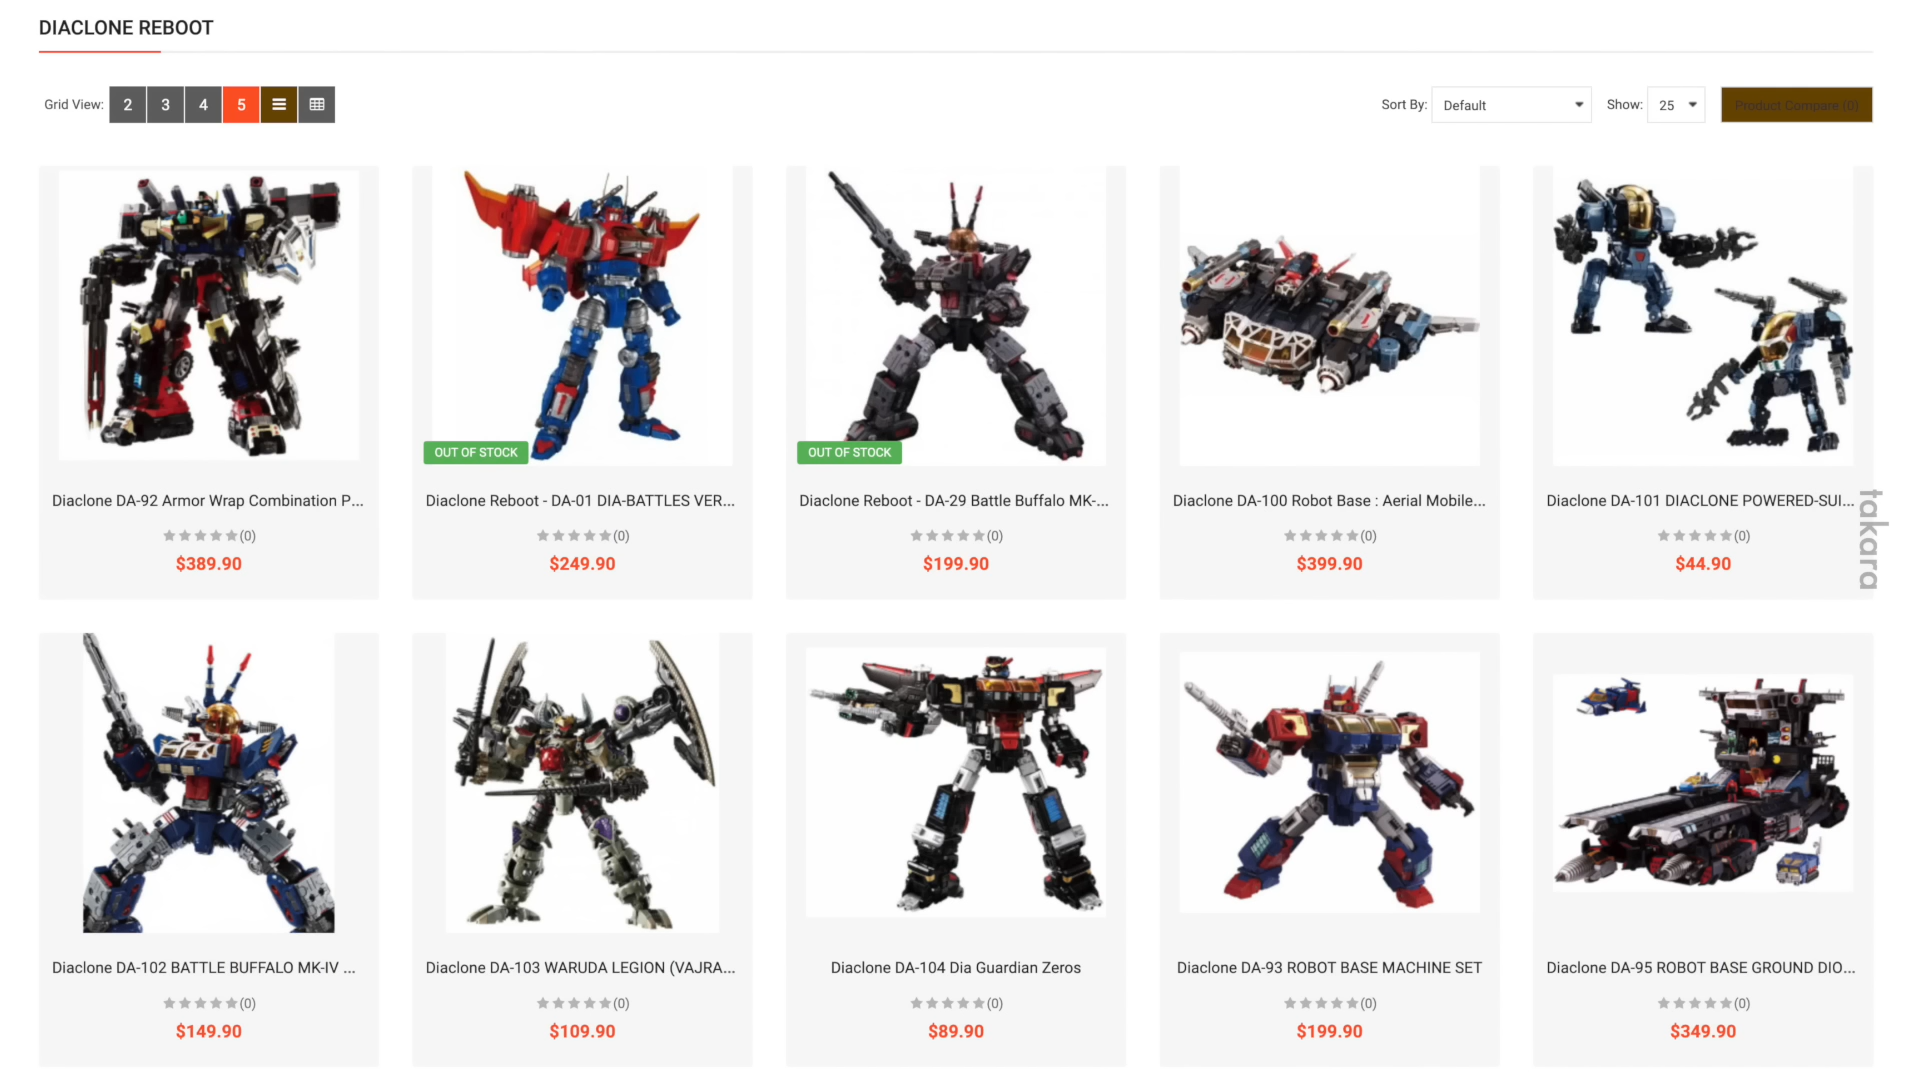 DIACLONE REBOOT
Grid View: 2 3 4 5
Sort By: Default Show: 25 Product Compare (0)
OUT OF STOCK OUT OF STOCK
Diaclone DA-92 Armor Wrap Combination P... Diaclone Reboot - DA-01 DIA-BATTLES VER... Diaclone Reboot - DA-29 Battle Buffalo MK-... Diaclone DA-100 Robot Base : Aerial Mobile... Diaclone DA-101 DIACLONE POWERED-SUI...
(0) (0) (0) (0) (0)
$389.90 $249.90 $199.90 $399.90 $44.90
takara
Diaclone DA-102 BATTLE BUFFALO MK-IV ... Diaclone DA-103 WARUDA LEGION (VAJRA... Diaclone DA-104 Dia Guardian Zeros Diaclone DA-93 ROBOT BASE MACHINE SET Diaclone DA-95 ROBOT BASE GROUND DIO...
(0) (0) (0) (0) (0)
$149.90 $109.90 $89.90 $199.90 $349.90